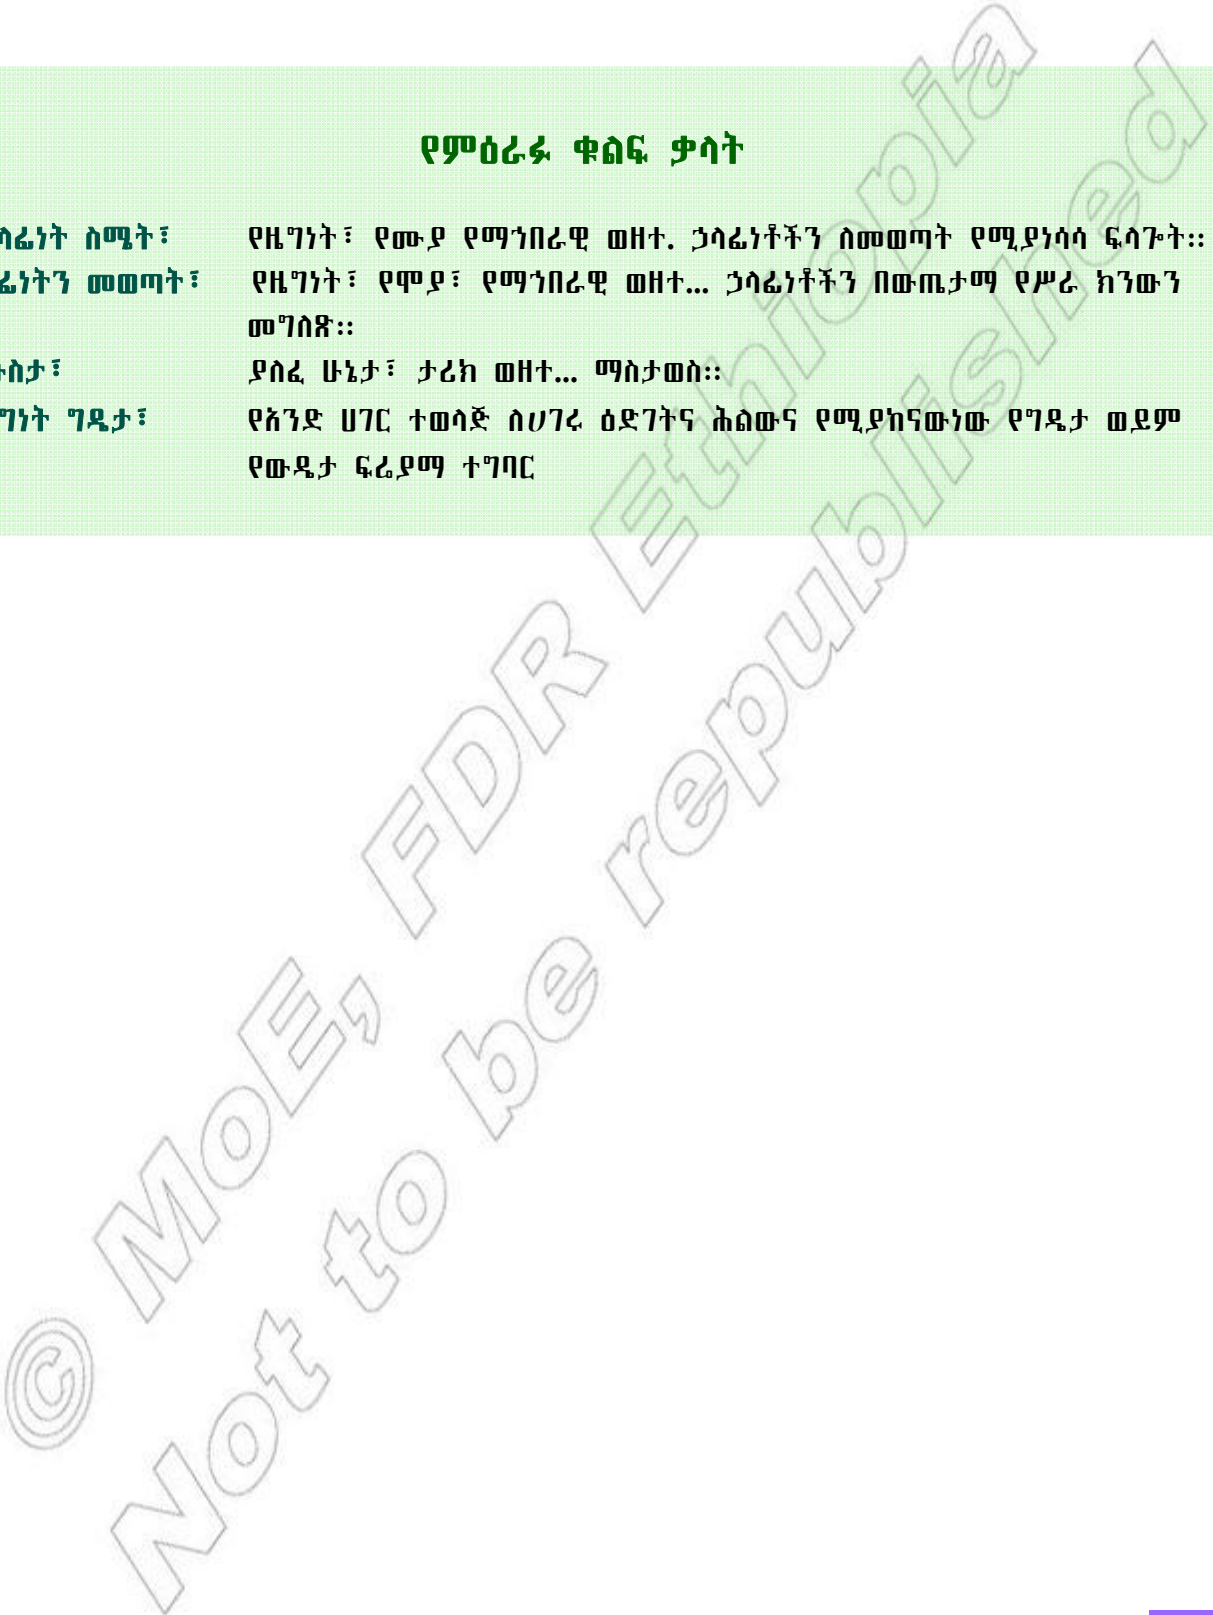 የምዕራፉ ቁልፍ ቃላት
ላፊነት ስሜት፣ የዜግነት፣ የሙያ የማኅበራዊ ወዘተ. ኃላፊነቶችን ለመወጣት የሚያነሳሳ ፍላጐት።
ፊነትን መወጣት፣ የዜግነት፣ የሞያ፣ የማኅበራዊ ወዘተ... ኃላፊነቶችን በውጤታማ የሥራ ክንውን
መግለጽ።
ስታ፣ ያለፈ ሁኔታ፣ ታሪክ ወዘተ... ማስታወስ።
ግነት ግዴታ፣ የአንድ ሀገር ተወላጅ ለሀገሩ ዕድገትና ሕልውና የሚያከናውነው የግዴታ ወይም
የውዴታ ፍሬያማ ተግባር
© MoE, FDR Ethiopia
Not to be republished